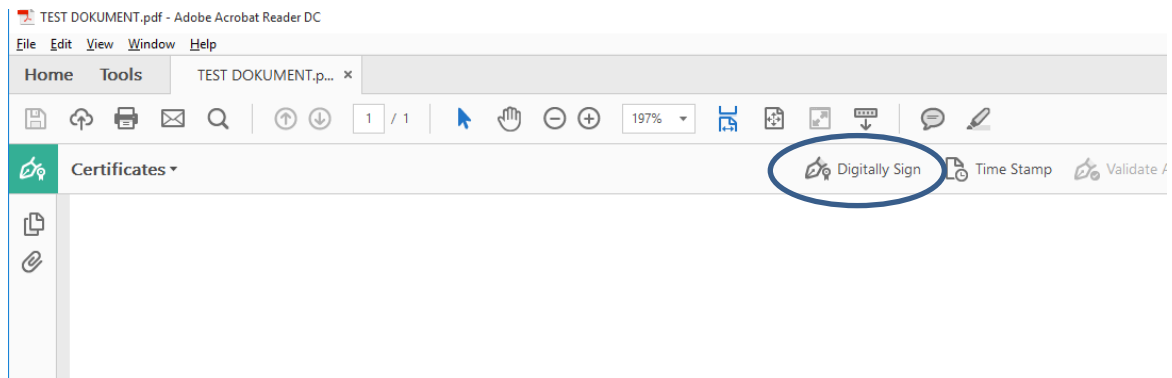 TEST DOKUMENT.pdf - Adobe Acrobat Reader DC
File Edit View Window Help
Home Tools TEST DOKUMENT.p... ×
1 / 1 197%
Certificates Digitally Sign Time Stamp Validate A